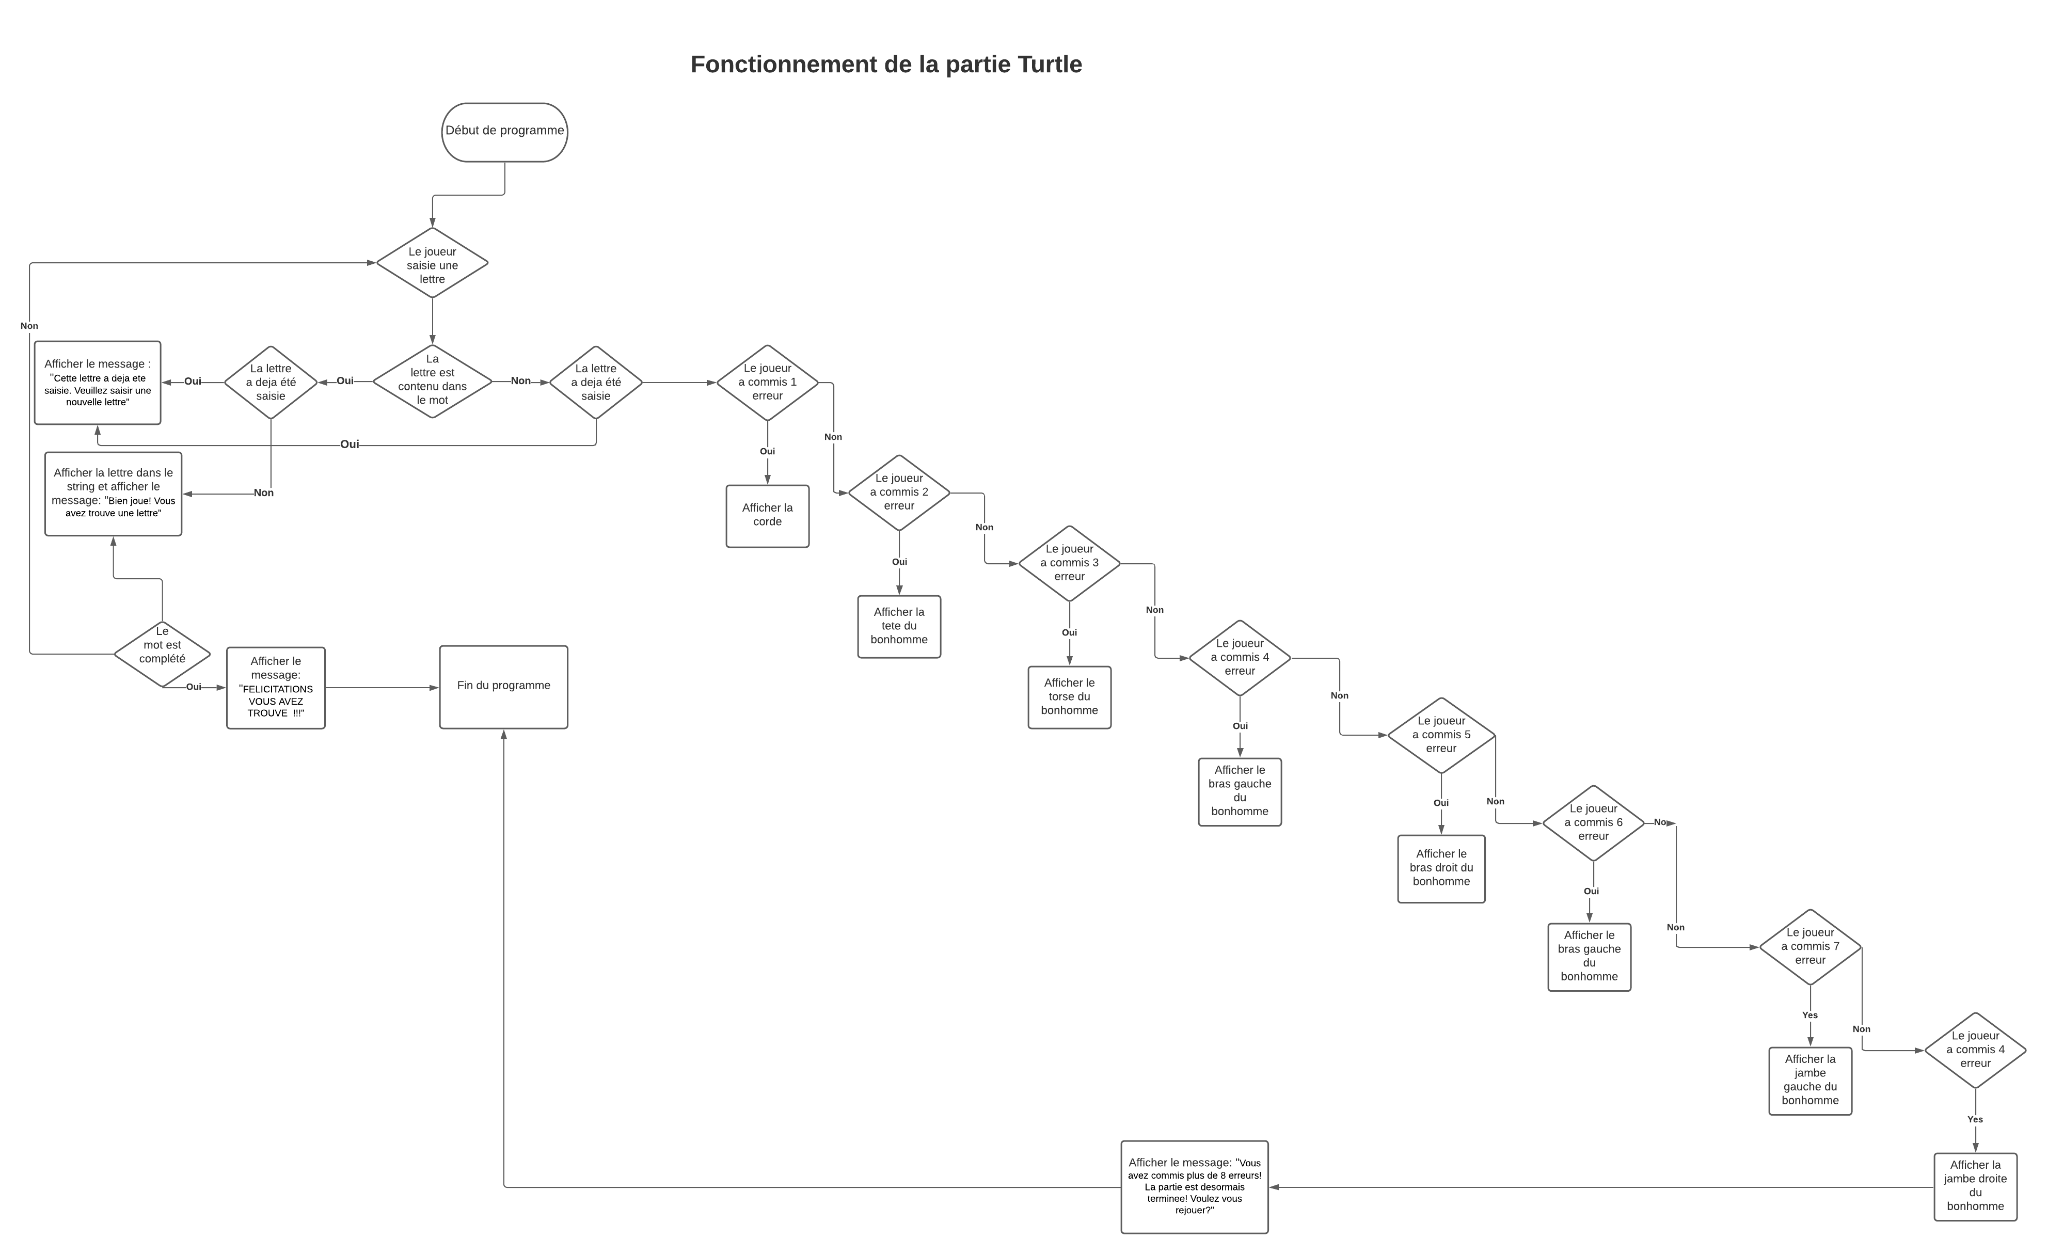 Fonctionnement de la partie Turtle
Début de programme
Le joueur
saisie une
lettre
Non
Afficher le message :
"Cette lettre a deja ete
saisie. Veuillez saisir une
nouvelle lettre"
Oui
La lettre
a deja été
saisie
Oui
La
lettre est
contenu dans
le mot
Non
La lettre
a deja été
saisie
Le joueur
a commis 1
erreur
Non
Oui
Oui
Afficher la lettre dans le
string et afficher le
message: "Bien joue! Vous
avez trouve une lettre"
Non
Afficher la
corde
Le joueur
a commis 2
erreur
Non
Oui
Afficher la
tete du
bonhomme
Le joueur
a commis 3
erreur
Non
Oui
Afficher le
torse du
bonhomme
Le
mot est
complété
Oui
Afficher le
message:
"FELICITATIONS
VOUS AVEZ
TROUVE !!!"
Fin du programme
Le joueur
a commis 4
erreur
Non
Oui
Afficher le
bras gauche
du
bonhomme
Le joueur
a commis 5
erreur
Non
Oui
Afficher le
bras droit du
bonhomme
Le joueur
a commis 6
erreur
No
Oui
Afficher le
bras gauche
du
bonhomme
Non
Le joueur
a commis 7
erreur
Yes
Non
Afficher la
jambe
gauche du
bonhomme
Le joueur
a commis 4
erreur
Yes
Afficher la
jambe droite
du
bonhomme
Afficher le message: "Vous
avez commis plus de 8 erreurs!
La partie est desormais
terminee! Voulez vous
rejouer?"